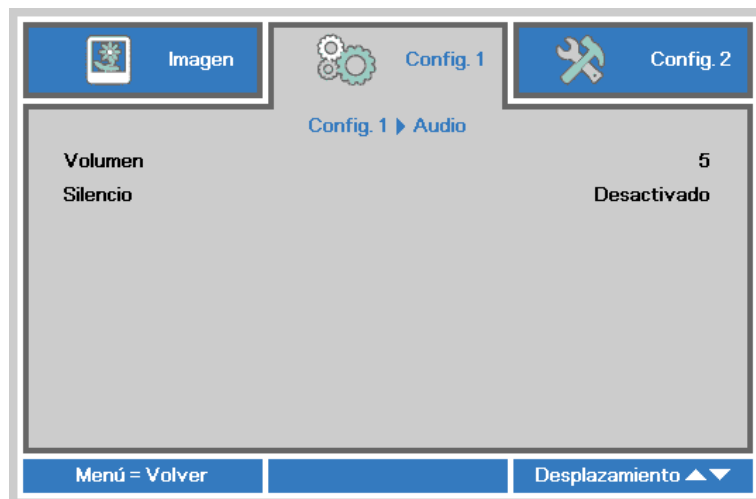 Imagen
Config. 1
Config. 2
Config. 1 ▶ Audio
Volumen 5
Silencio Desactivado
Menú = Volver
Desplazamiento ▲▼